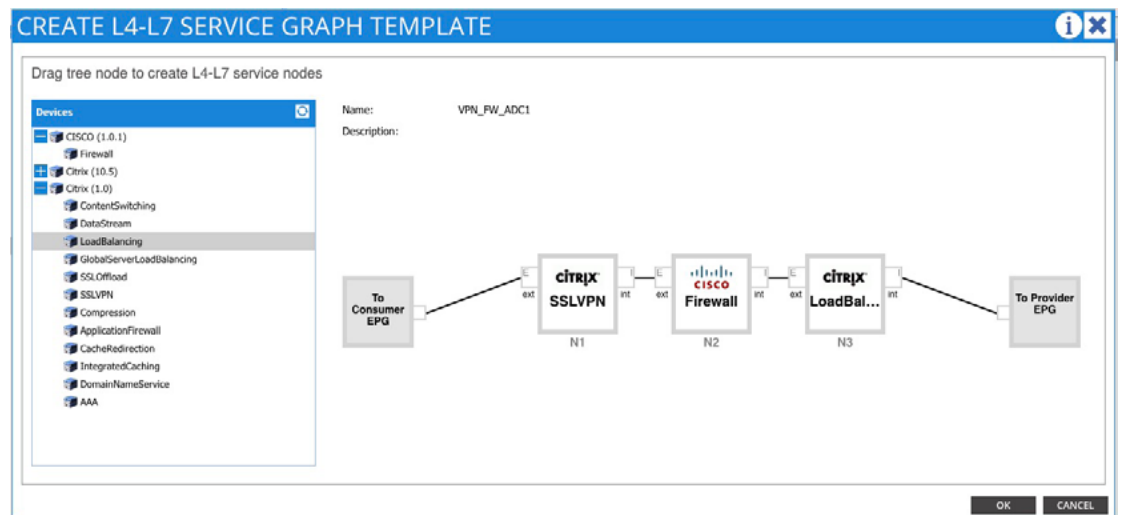 CREATE L4-L7 SERVICE GRAPH TEMPLATE
i
Drag tree node to create L4-L7 service nodes
Devices
CISCO (1.0.1)
Firewall
Citrix (10.5)
Citrix (1.0)
ContentSwitching
DataStream
LoadBalancing
GlobalServerLoadBalancing
SSLOffload
SSLVPN
Compression
ApplicationFirewall
CacheRedirection
IntegratedCaching
DomainNameService
AAA
Name: VPN_FW_ADC1
Description:
To
Consumer
EPG
E
ext
CITRIX
SSLVPN
I
int
N1
E
ext
CISCO
Firewall
I
int
N2
E
ext
CITRIX
LoadBal...
I
int
N3
To Provider
EPG
OK
CANCEL